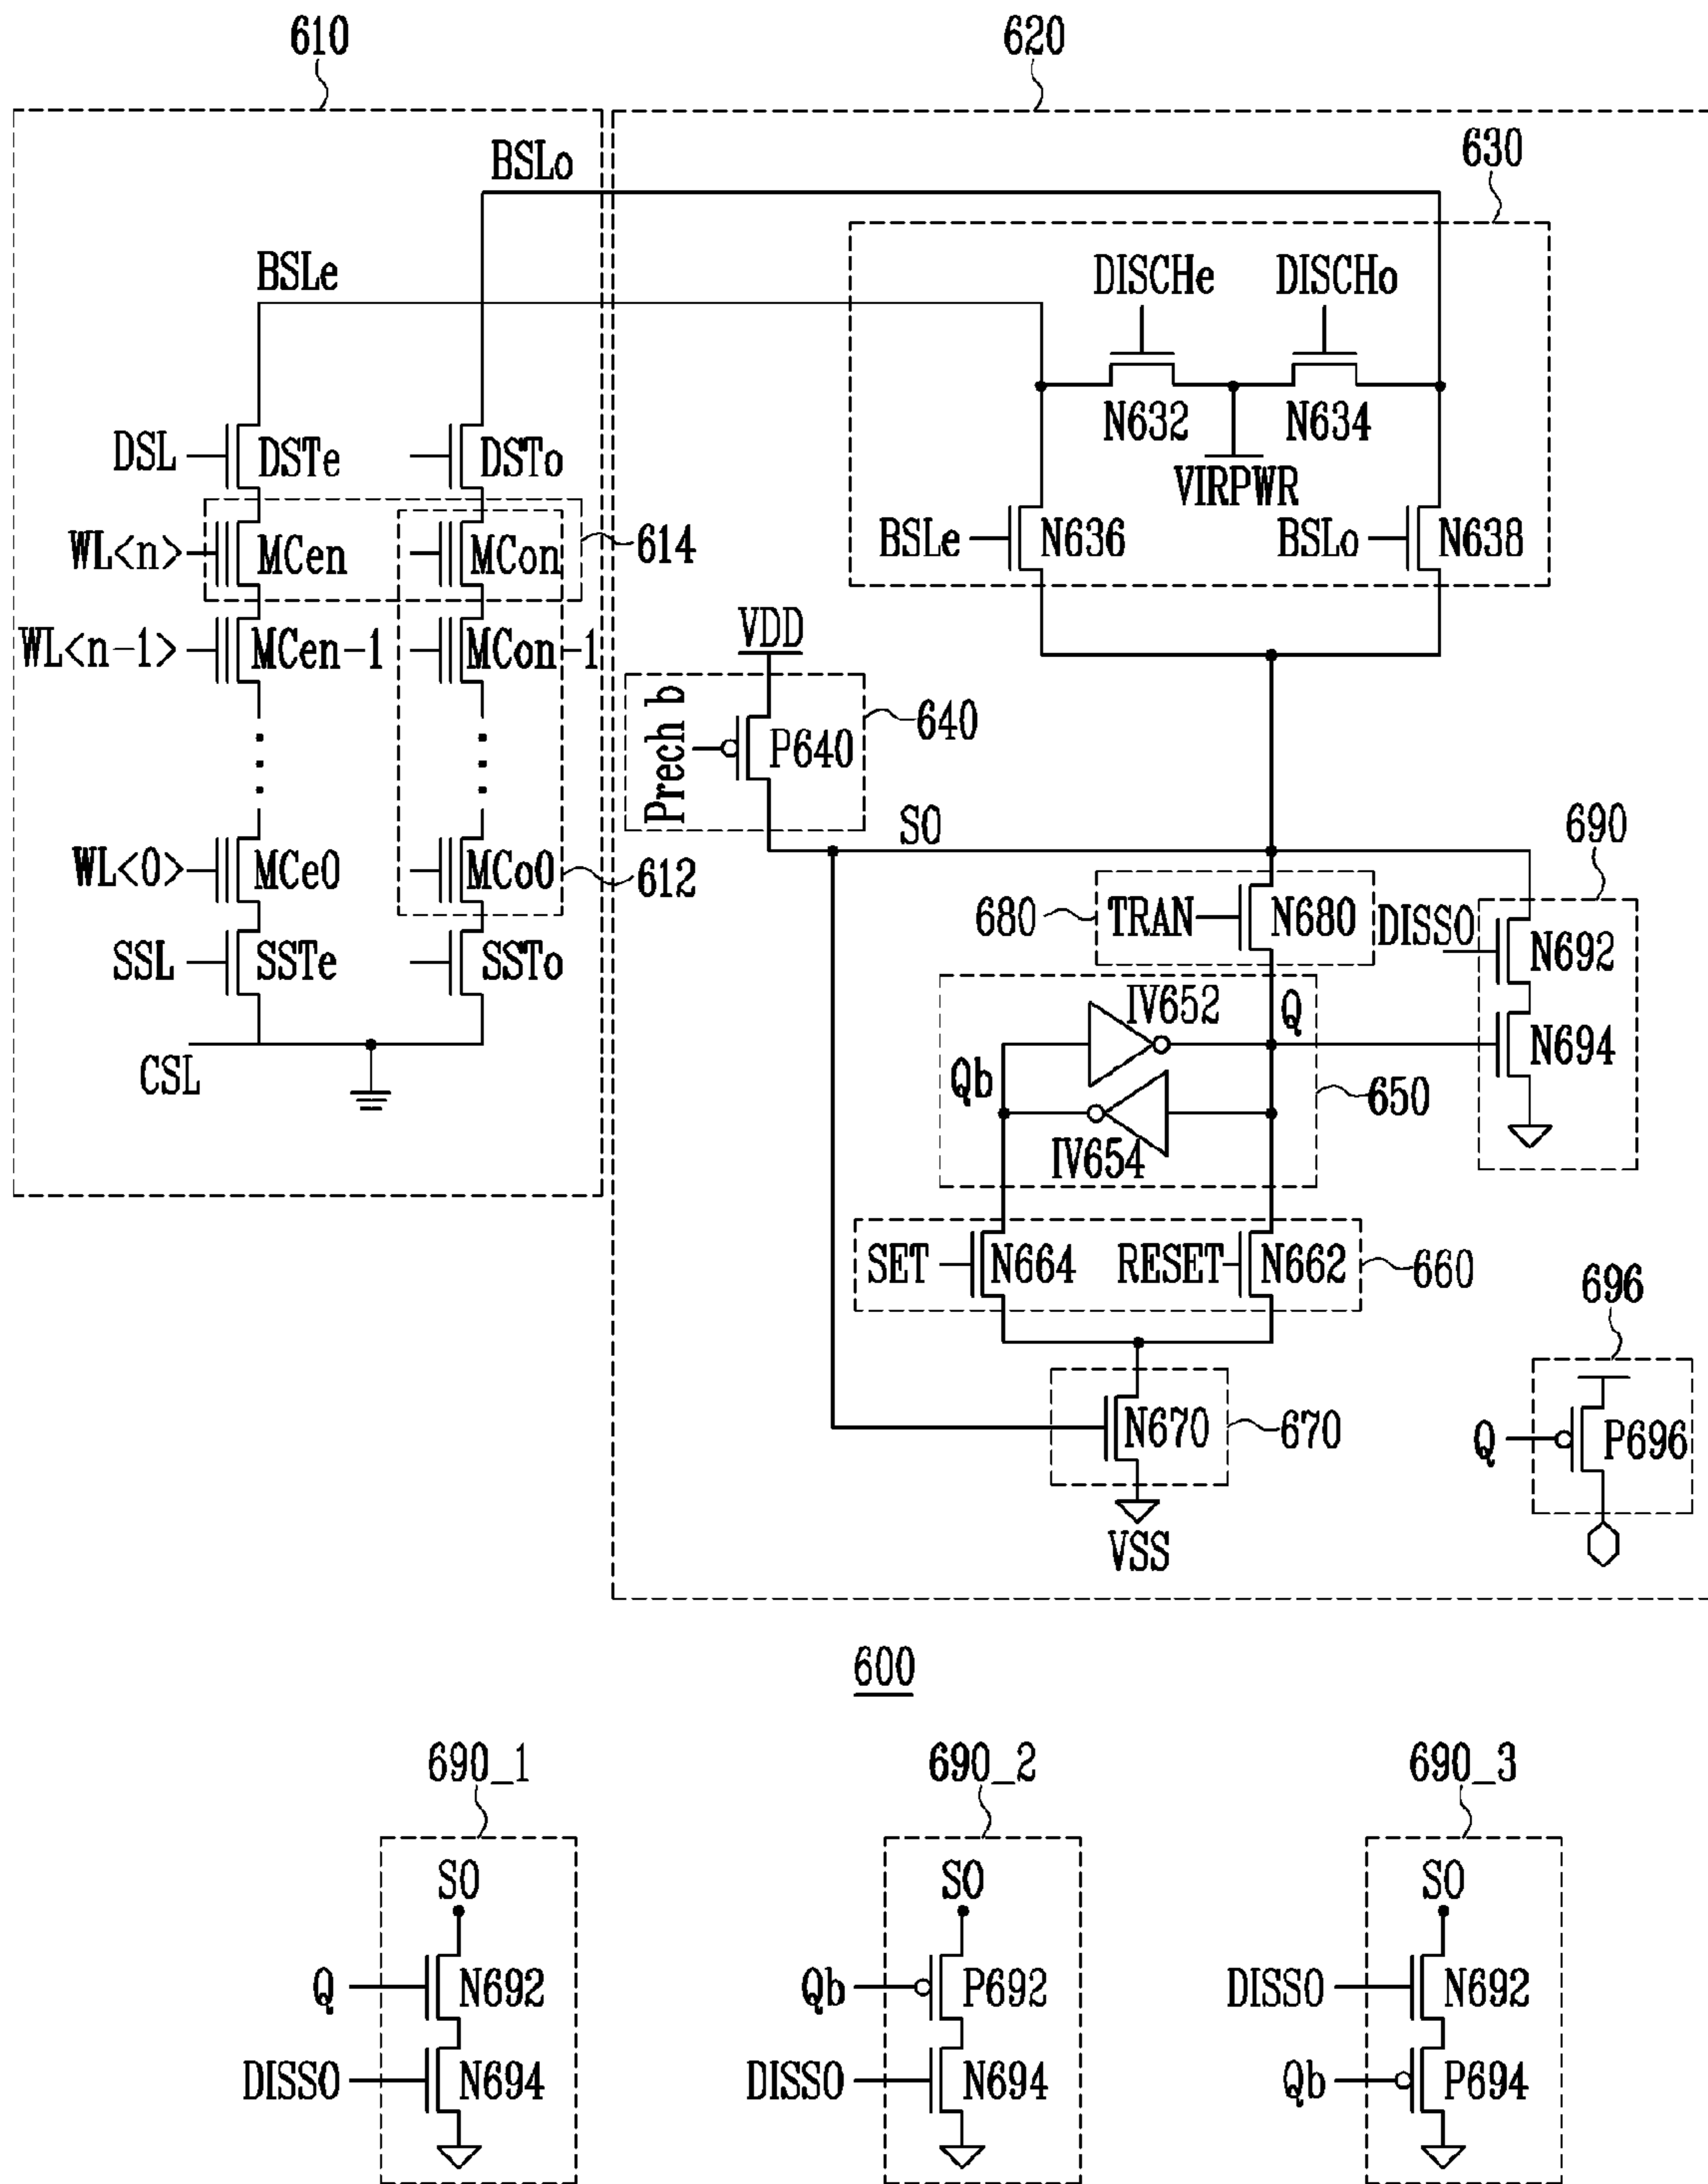 610
620
BSLo
630
BSLe
DISCHe DISCHo
N632 N634
VIRPWR
DSL DSTe DSTo
BSLe N636 BSLo N638
WL<n> MCen MCon 614
WL<n-1> MCen-1 MCon-1
VDD
Prech b P640 640
SO
690
WL<0> MCe0 MCo0 612
680 TRAN N680 DISSO N692
SSL SSTe SSTo
IV652 Q
N694
CSL
Qb 650
IV654
SET N664 RESET N662 660
696
N670 670
Q P696
VSS
600
690_1 690_2 690_3
SO SO SO
Q N692 Qb P692 DISSO N692
DISSO N694 DISSO N694 Qb P694